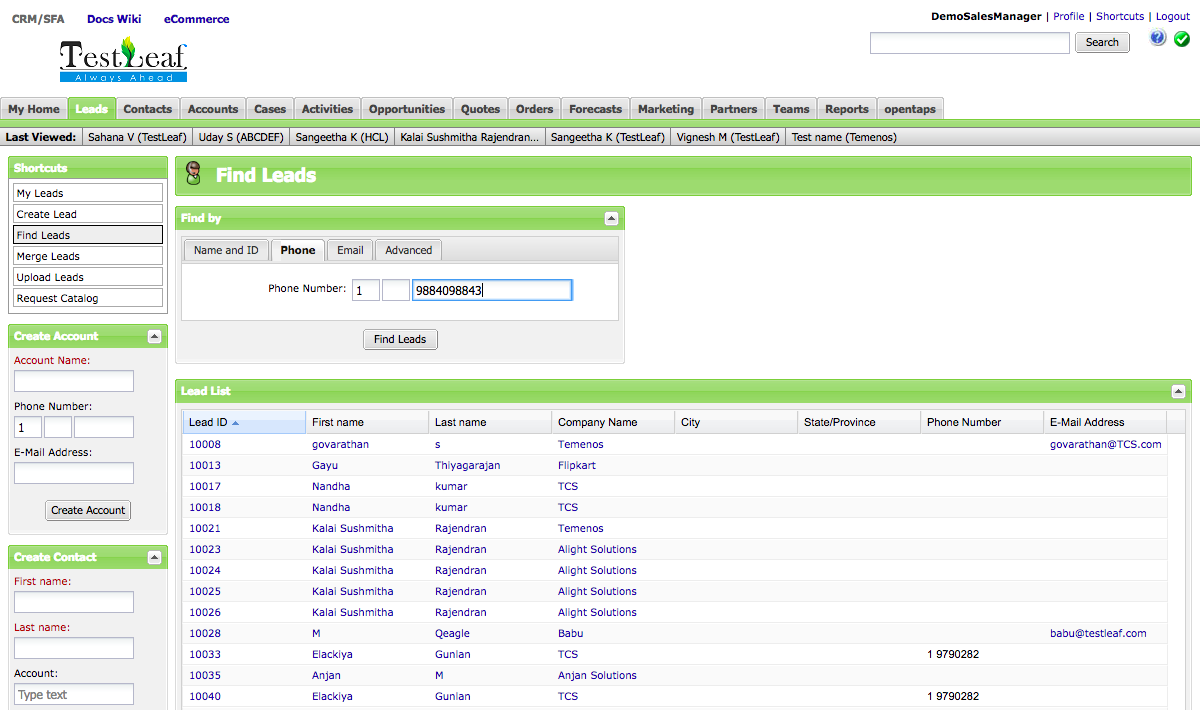 CRM/SFA Docs Wiki eCommerce
DemoSalesManager | Profile | Shortcuts | Logout
TestLeaf
Always Ahead
Search
?
My Home Leads Contacts Accounts Cases Activities Opportunities Quotes Orders Forecasts Marketing Partners Teams Reports opentaps
Last Viewed: Sahana V (TestLeaf) Uday S (ABCDEF) Sangeetha K (HCL) Kalai Sushmitha Rajendran... Sangeetha K (TestLeaf) Vignesh M (TestLeaf) Test name (Temenos)
Shortcuts
My Leads
Create Lead
Find Leads
Merge Leads
Upload Leads
Request Catalog
Create Account
Account Name:
Phone Number:
1
E-Mail Address:
Create Account
Create Contact
First name:
Last name:
Account:
Type text
Find Leads
Find by
Name and ID Phone Email Advanced
Phone Number: 1 9884098843
Find Leads
Lead List
Lead ID First name Last name Company Name City State/Province Phone Number E-Mail Address
10008 govarathan s Temenos govarathan@TCS.com
10013 Gayu Thiyagarajan Flipkart
10017 Nandha kumar TCS
10018 Nandha kumar TCS
10021 Kalai Sushmitha Rajendran Temenos
10023 Kalai Sushmitha Rajendran Alight Solutions
10024 Kalai Sushmitha Rajendran Alight Solutions
10025 Kalai Sushmitha Rajendran Alight Solutions
10026 Kalai Sushmitha Rajendran Alight Solutions
10028 M Qeagle Babu babu@testleaf.com
10033 Elackiya Gunlan TCS 1 9790282
10035 Anjan M Anjan Solutions
10040 Elackiya Gunlan TCS 1 9790282